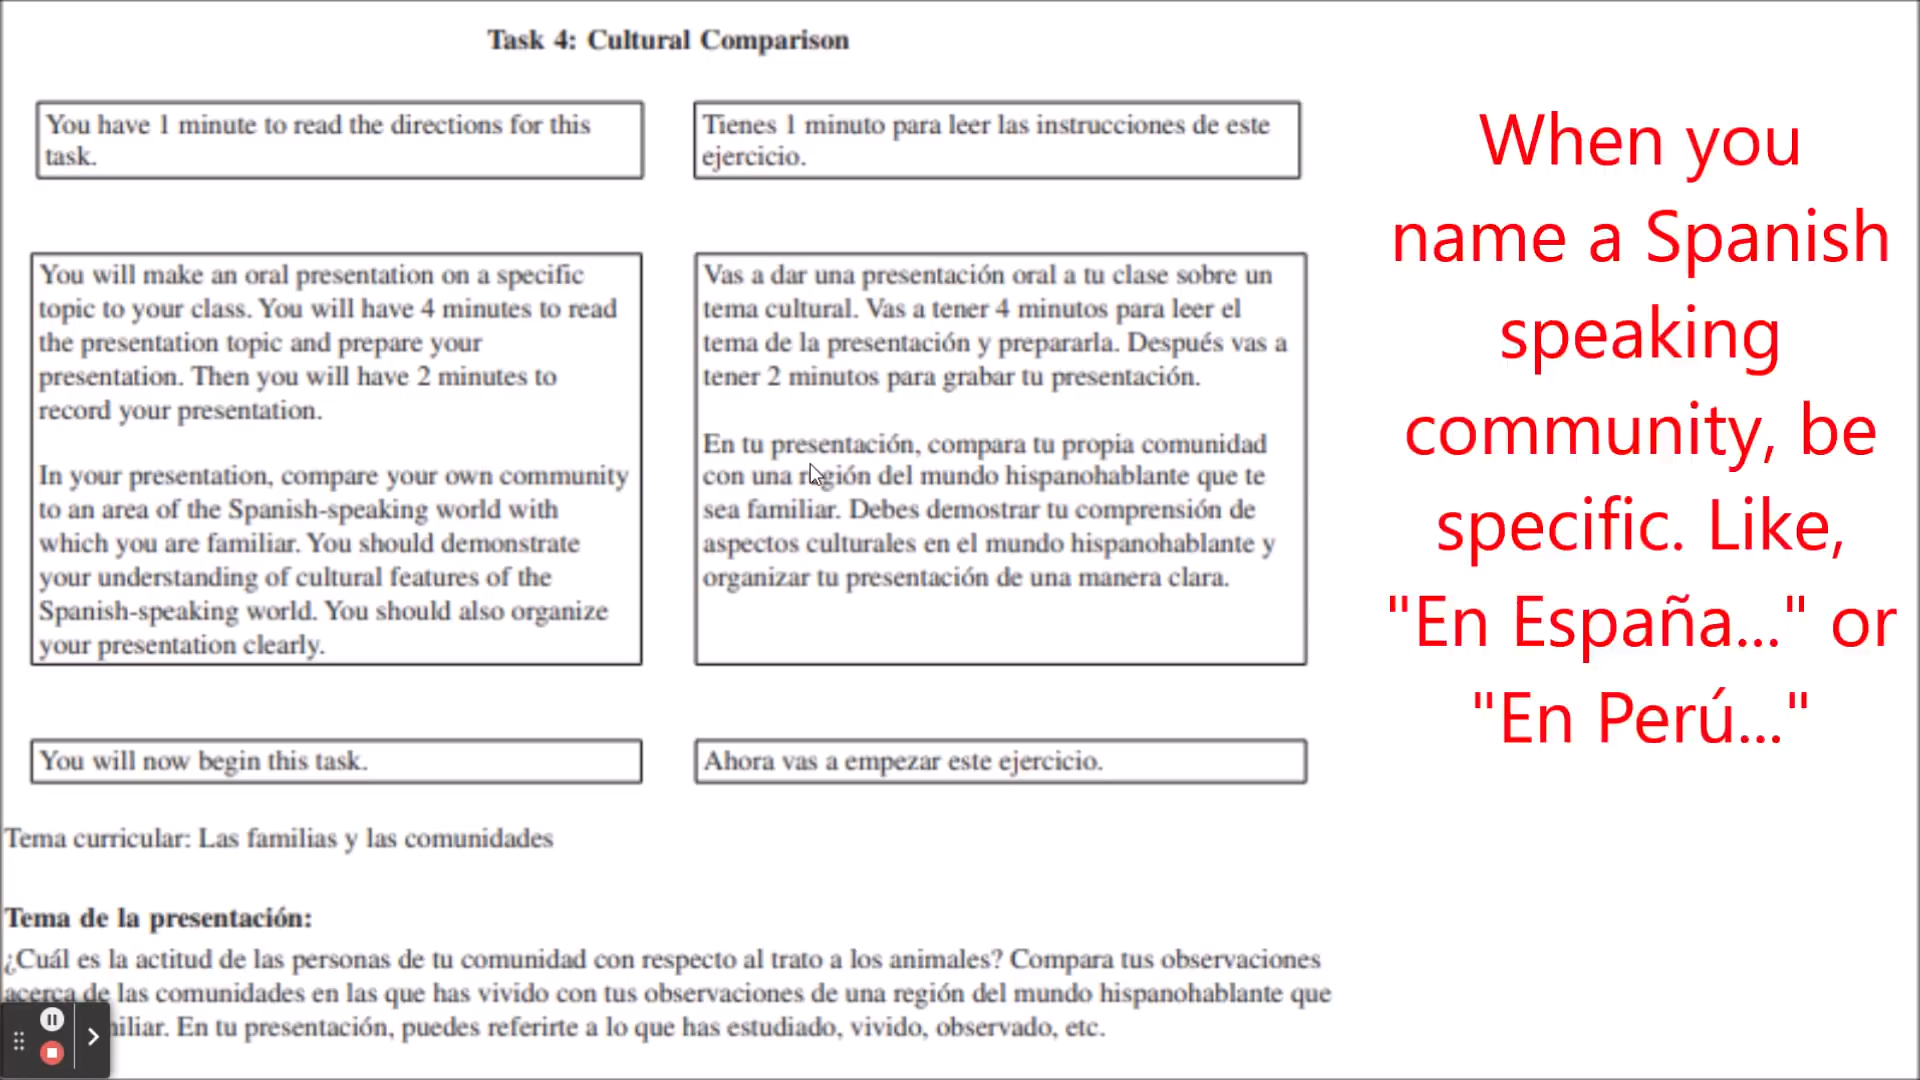 Task 4: Cultural Comparison
You have 1 minute to read the directions for this
task.
Tienes 1 minuto para leer las instrucciones de este
ejercicio.
You will make an oral presentation on a specific
topic to your class. You will have 4 minutes to read
the presentation topic and prepare your
presentation. Then you will have 2 minutes to
record your presentation.
In your presentation, compare your own community
to an area of the Spanish-speaking world with
which you are familiar. You should demonstrate
your understanding of cultural features of the
Spanish-speaking world. You should also organize
your presentation clearly.
Vas a dar una presentación oral a tu clase sobre un
tema cultural. Vas a tener 4 minutos para leer el
tema de la presentación y prepararla. Después vas a
tener 2 minutos para grabar tu presentación.
En tu presentación, compara tu propia comunidad
con una región del mundo hispanohablante que te
sea familiar. Debes demostrar tu comprensión de
aspectos culturales en el mundo hispanohablante y
organizar tu presentación de una manera clara.
You will now begin this task.
Ahora vas a empezar este ejercicio.
Tema curricular: Las familias y las comunidades
Tema de la presentación:
¿Cuál es la actitud de las personas de tu comunidad con respecto al trato a los animales? Compara tus observaciones
acerca de las comunidades en las que has vivido con tus observaciones de una región del mundo hispanohablante que
miliar. En tu presentación, puedes referirte a lo que has estudiado, vivido, observado, etc.
When you
name a Spanish
speaking
community, be
specific. Like,
"En España..." or
"En Perú..."